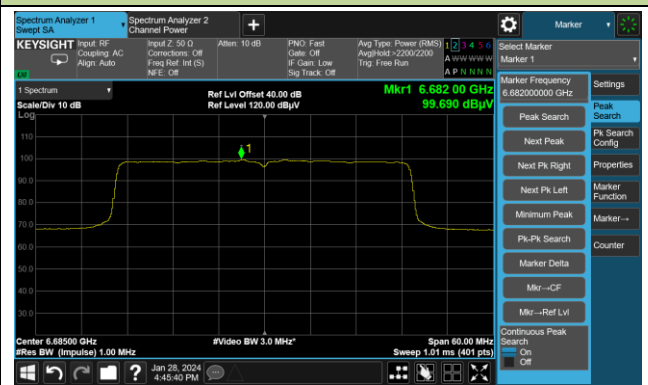 Spectrum Analyzer 1
Swept SA
Spectrum Analyzer 2
Channel Power
Marker
KEYSIGHT
Input: RF
Coupling: AC
Align: Auto
Input Z: 50 Ω
Corrections: Off
Freq Ref: Int (S)
NFE: Off
Atten: 10 dB
PNO: Fast
Gate: Off
IF Gain: Low
Sig Track: Off
Avg Type: Power (RMS)
Avg|Hold:>2200/2200
Trig: Free Run
1 2 3 4 5 6
A W W W W W
A P N N N N
Select Marker
Marker 1
1 Spectrum
Scale/Div 10 dB
Log
Ref Lvl Offset 40.00 dB
Ref Level 120.00 dBµV
Mkr1 6.682 00 GHz
99.690 dBµV
110
100
90.0
80.0
70.0
60.0
50.0
40.0
30.0
1
Center 6.68500 GHz
#Res BW (Impulse) 1.00 MHz
#Video BW 3.0 MHz*
Span 60.00 MHz
Sweep 1.01 ms (401 pts)
Marker Frequency
6.682000000 GHz
Peak Search
Next Peak
Next Pk Right
Next Pk Left
Minimum Peak
Pk-Pk Search
Marker Delta
Mkr→CF
Mkr→Ref Lvl
Continuous Peak
Search
On
Off
Settings
Peak
Search
Pk Search
Config
Properties
Marker
Function
Marker→
Counter
?
Jan 28, 2024
4:45:40 PM